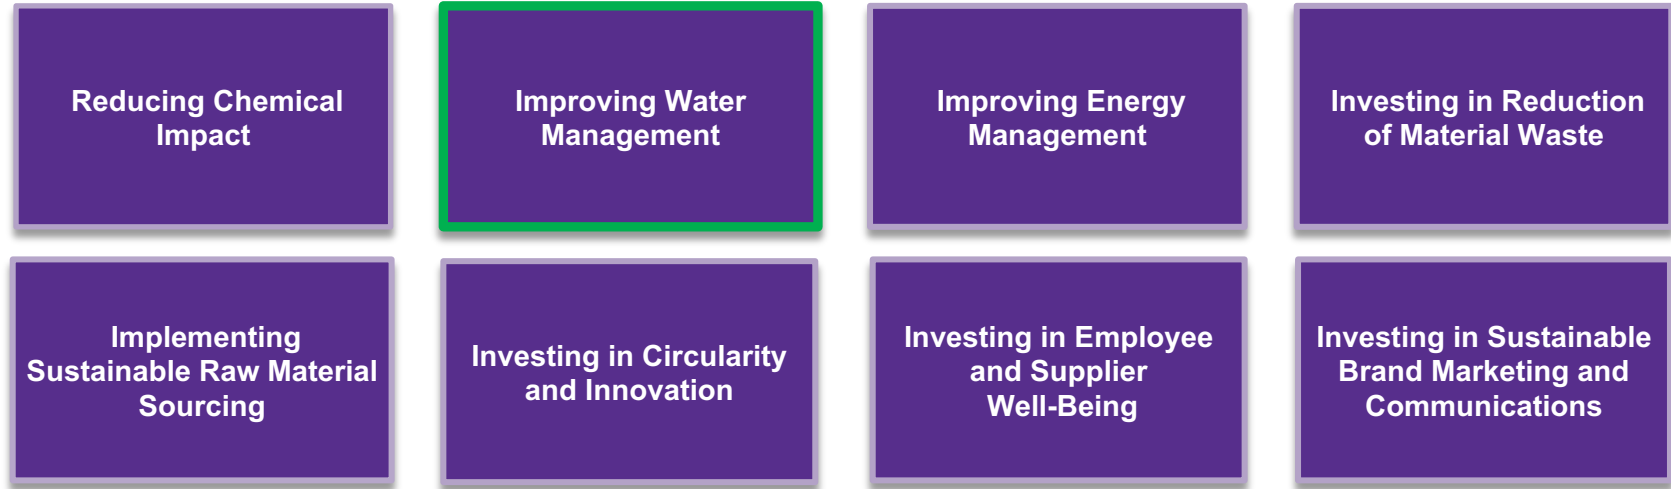 Reducing Chemical
Impact
Improving Water
Management
Improving Energy
Management
Investing in Reduction
of Material Waste
Implementing
Sustainable Raw Material
Sourcing
Investing in Circularity
and Innovation
Investing in Employee
and Supplier
Well-Being
Investing in Sustainable
Brand Marketing and
Communications